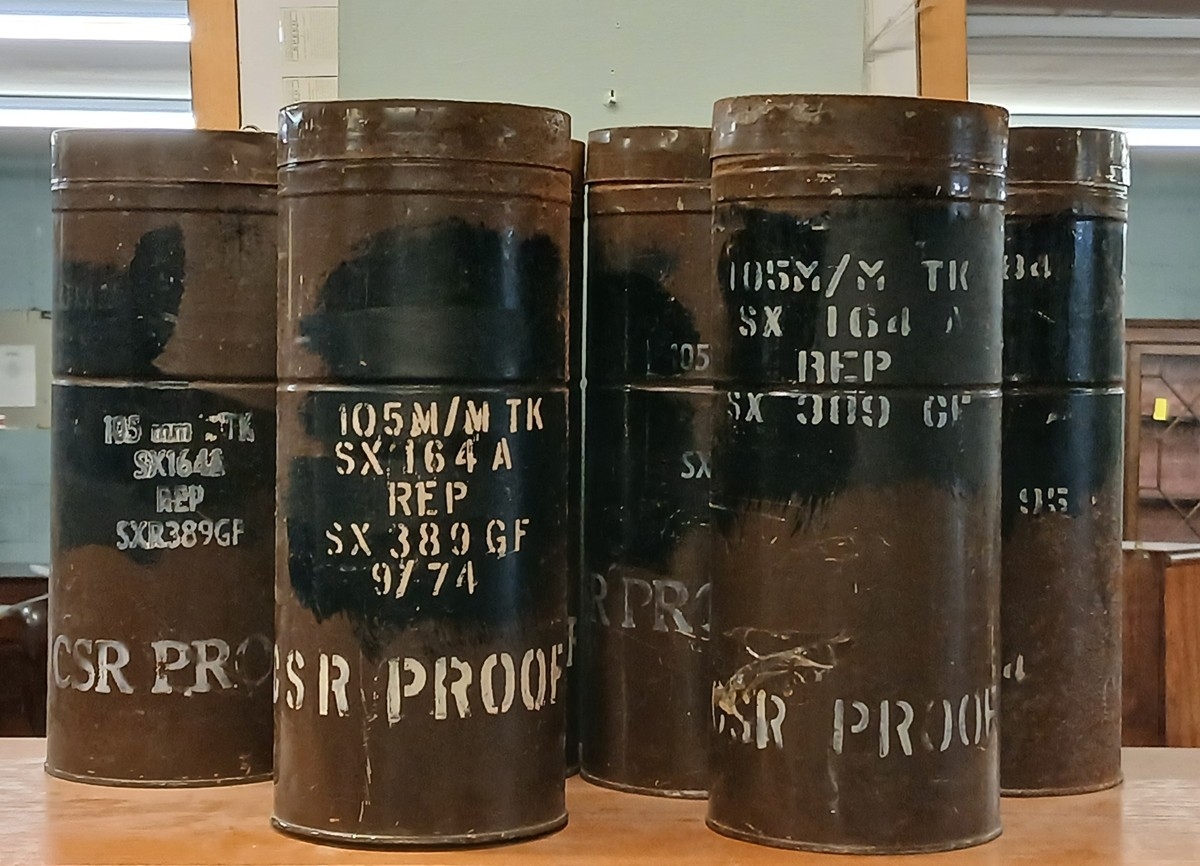 105 mm TK
SX164A
REP
SXR389GF
CSR PRO
105M/M TK
SX 164 A
REP
SX 389 GF
9/74
CSR PROOF
105
SX
R PRO
105M/M TK
SX 164 A
REP
SX 389 GF
CSR PROOF
84
95